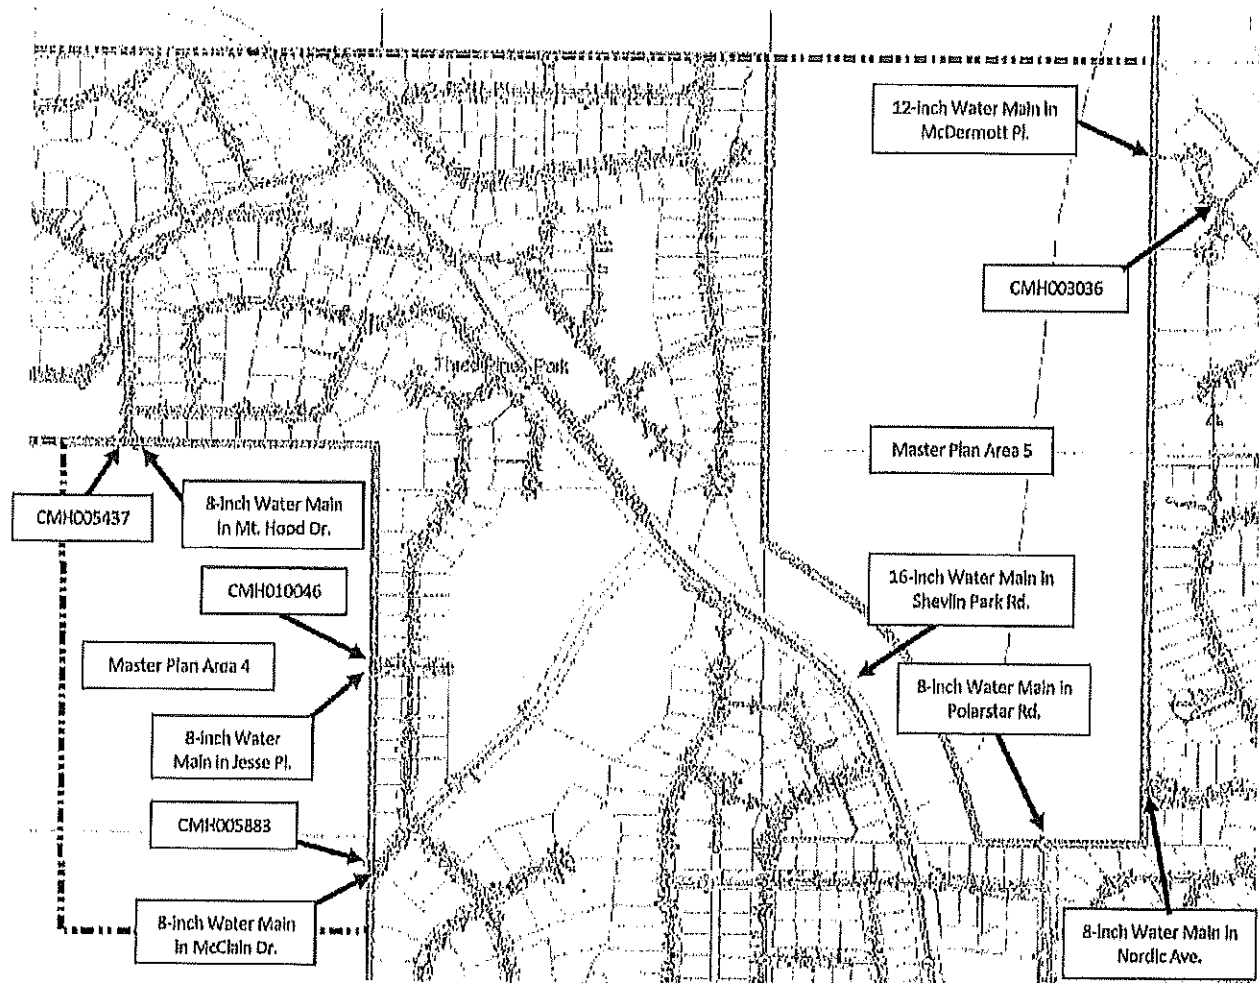 12-inch Water Main in
McDermott Pl.
CMH003036
Three Pines Park
Master Plan Area 5
CMH005437
8-inch Water Main
in Mt. Hood Dr.
CMH010046
16-inch Water Main in
Shevlin Park Rd.
Master Plan Area 4
8-inch Water Main in
Polarstar Rd.
8-inch Water
Main in Jesse Pl.
CMH005883
8-inch Water Main
in McClain Dr.
8-inch Water Main in
Nordic Ave.